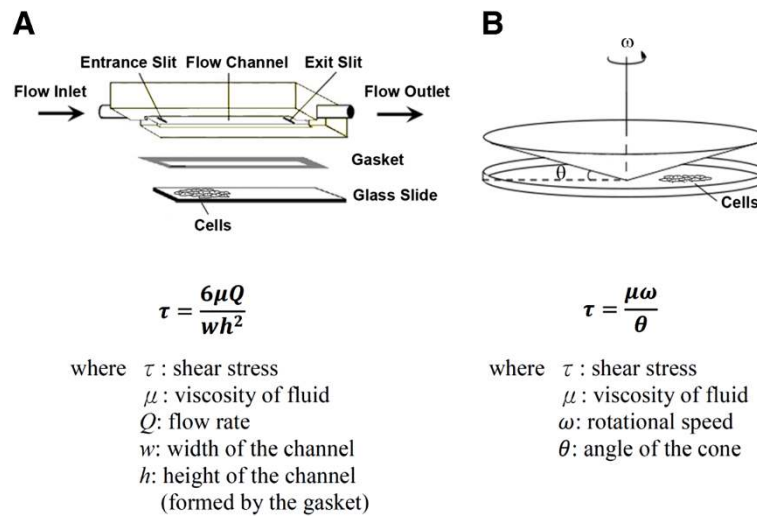 A
Entrance Slit Flow Channel Exit Slit
Flow Inlet
Flow Outlet
Gasket
Glass Slide
Cells
τ = 6μQ / wh²
where τ : shear stress
μ : viscosity of fluid
Q: flow rate
w: width of the channel
h: height of the channel
(formed by the gasket)
B
ω
θ
Cells
τ = μω / θ
where τ : shear stress
μ : viscosity of fluid
ω: rotational speed
θ: angle of the cone